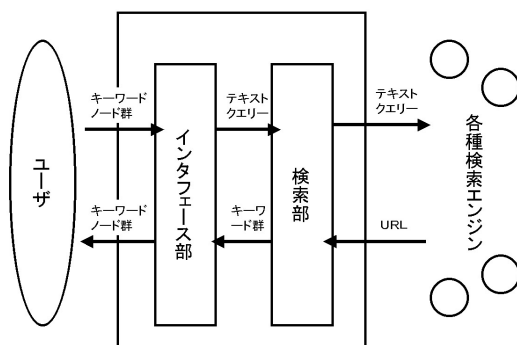 ユーザ
キーワード
ノード群
キーワード
ノード群
インタフェース部
テキスト
クエリー
キーワ
ード群
検索部
テキスト
クエリー
URL
各種検索エンジン